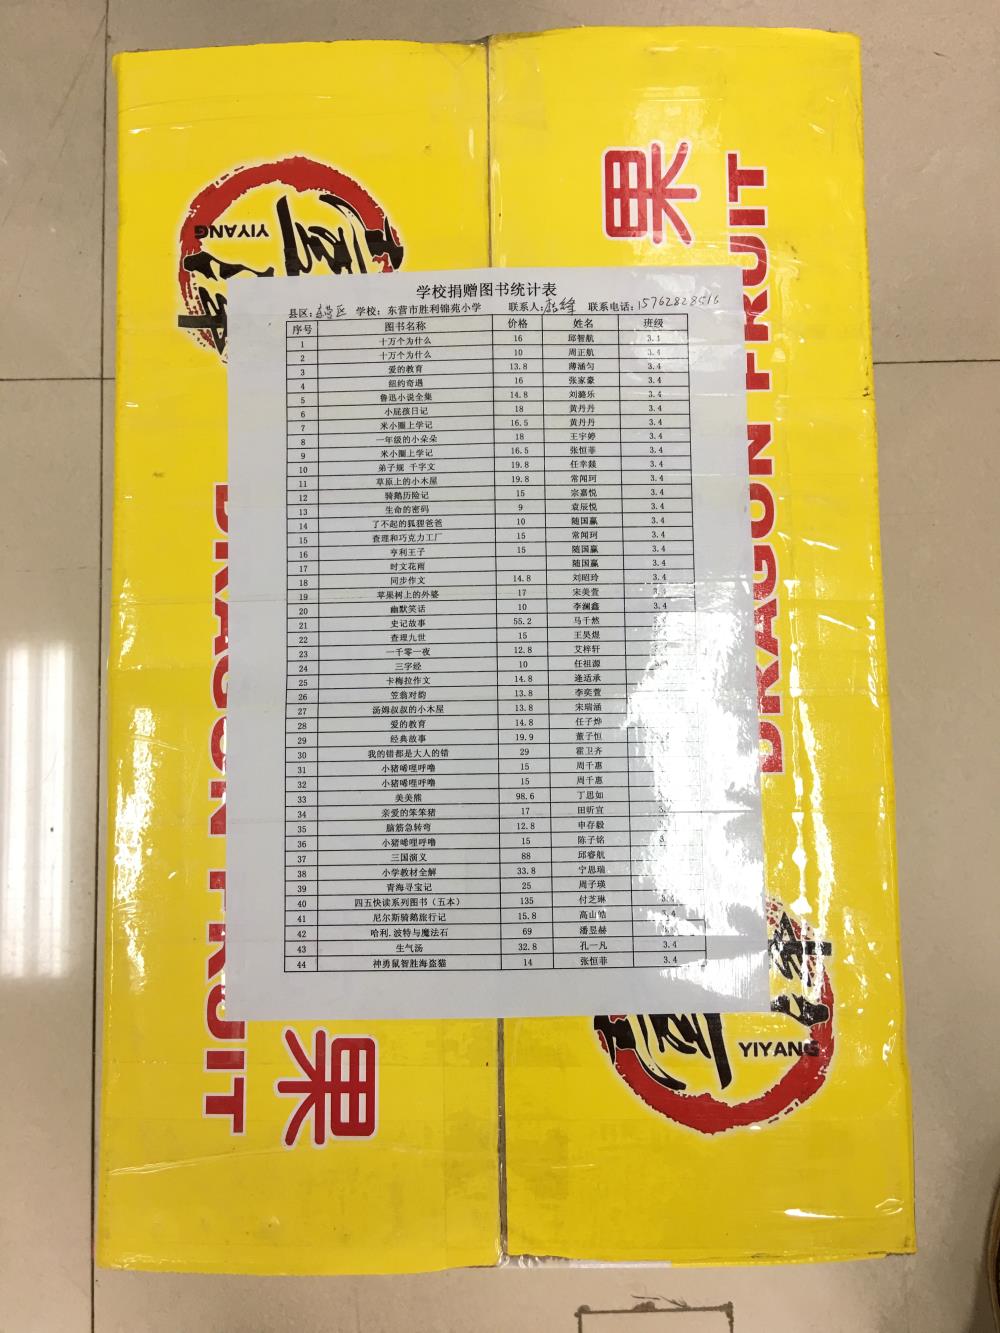 果
DRAGON FRUIT
YIYANG
学校捐赠图书统计表
县区: 东营区 学校: 东营市胜利锦苑小学 联系人: 联系电话: 15762828516
序号 图书名称 价格 姓名 班级
1 十万个为什么 16 邱智航 3.4
2 十万个为什么 10 周正航 3.4
3 爱的教育 13.8 薄涵匀 3.4
4 纽约奇遇 16 张家豪 3.4
5 鲁迅小说全集 14.8 刘潞乐 3.4
6 小屁孩日记 18 黄丹丹 3.4
7 米小圈上学记 16.5 黄丹丹 3.4
8 一年级的小朵朵 18 王宇婷 3.4
9 米小圈上学记 16.5 张恒菲 3.4
10 弟子规 千字文 19.8 任幸燚 3.4
11 草原上的小木屋 19.8 常闻珂 3.4
12 骑鹅历险记 15 宗嘉悦 3.4
13 生命的密码 9 袁辰悦 3.4
14 了不起的狐狸爸爸 10 随国赢 3.4
15 查理和巧克力工厂 15 常闻珂 3.4
16 亨利王子 15 随国赢 3.4
17 时文花雨 随国赢 3.4
18 同步作文 14.8 刘昭玲 3.4
19 苹果树上的外婆 17 宋美萱 3.4
20 幽默笑话 10 李澜鑫 3.4
21 史记故事 55.2 马千然
22 查理九世 15 王昊煜
23 一千零一夜 12.8 艾梓轩
24 三字经 10 任祖源
25 卡梅拉作文 14.8 逄适承
26 笠翁对韵 13.8 李奕萱
27 汤姆叔叔的小木屋 13.8 宋瑞涵
28 爱的教育 14.8 任子烨
29 经典故事 19.9 董子恒
30 我的错都是大人的错 29 霍卫齐
31 小猪唏哩呼噜 15 周千惠
32 小猪唏哩呼噜 15 周千惠
33 美美熊 98.6 丁思如
34 亲爱的笨笨猪 17 田昕宜
35 脑筋急转弯 12.8 申存毅
36 小猪唏哩呼噜 15 陈子铭
37 三国演义 88 邱睿航
38 小学教材全解 33.8 宁思瑞
39 青海寻宝记 25 周子瑛
40 四五快读系列图书（五本） 135 付芝琳 3.4
41 尼尔斯骑鹅旅行记 15.8 高山皓 3.4
42 哈利.波特与魔法石 69 潘昱赫 3.4
43 生气汤 32.8 孔一凡 3.4
44 神勇鼠智胜海盗猫 14 张恒菲 3.4
DRAGON FRUIT
果
YIYANG